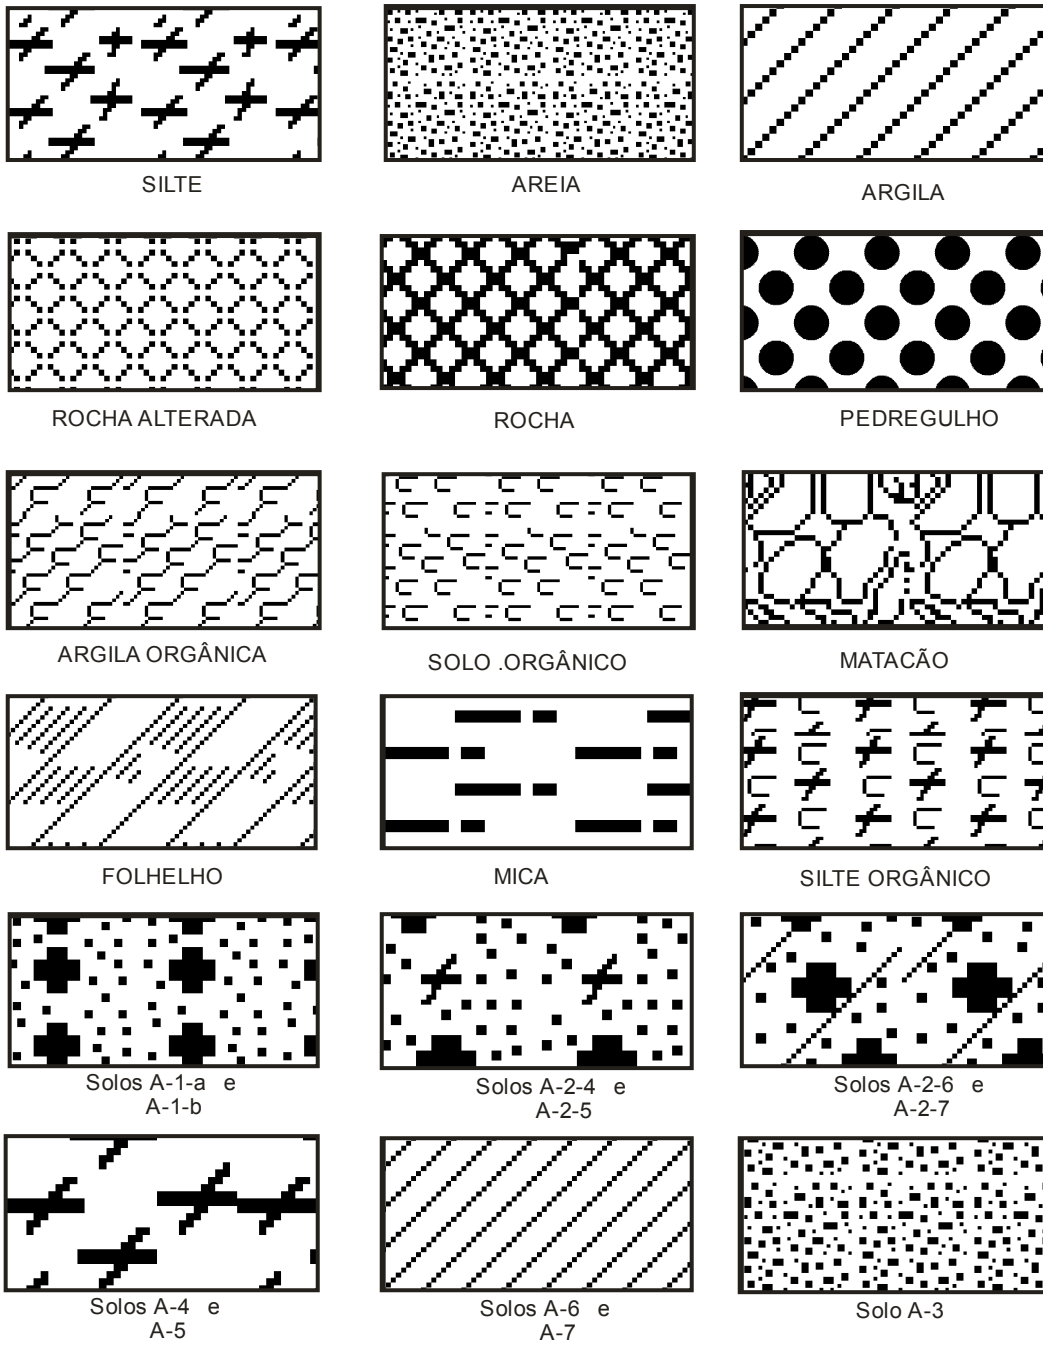 SILTE
AREIA
ARGILA
ROCHA ALTERADA
ROCHA
PEDREGULHO
ARGILA ORGÂNICA
SOLO .ORGÂNICO
MATACÃO
FOLHELHO
MICA
SILTE ORGÂNICO
Solos A-1-a e
A-1-b
Solos A-2-4 e
A-2-5
Solos A-2-6 e
A-2-7
Solos A-4 e
A-5
Solos A-6 e
A-7
Solo A-3